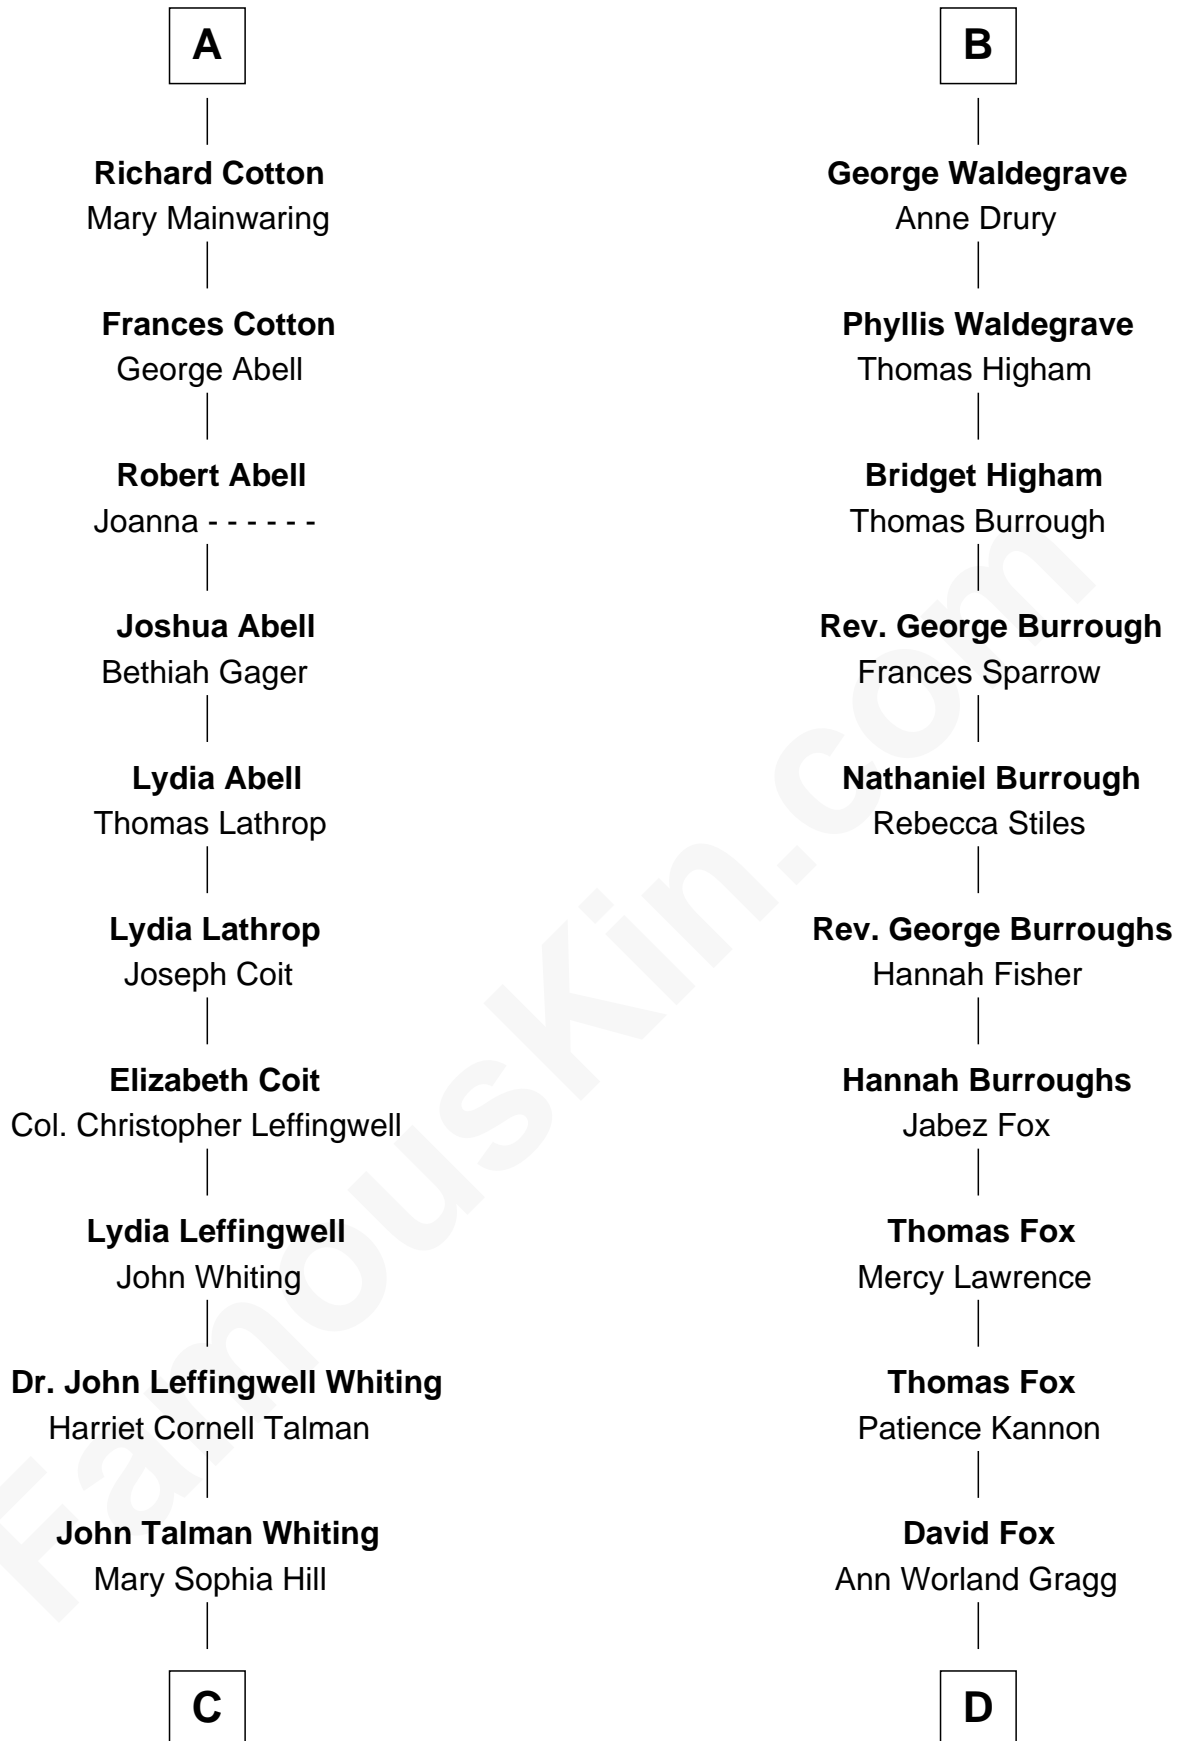 A
Richard Cotton
Mary Mainwaring
Frances Cotton
George Abell
Robert Abell
Joanna - - - - - -
Joshua Abell
Bethiah Gager
Lydia Abell
Thomas Lathrop
Lydia Lathrop
Joseph Coit
Elizabeth Coit
Col. Christopher Leffingwell
Lydia Leffingwell
John Whiting
Dr. John Leffingwell Whiting
Harriet Cornell Talman
John Talman Whiting
Mary Sophia Hill
C
B
George Waldegrave
Anne Drury
Phyllis Waldegrave
Thomas Higham
Bridget Higham
Thomas Burrough
Rev. George Burrough
Frances Sparrow
Nathaniel Burrough
Rebecca Stiles
Rev. George Burroughs
Hannah Fisher
Hannah Burroughs
Jabez Fox
Thomas Fox
Mercy Lawrence
Thomas Fox
Patience Kannon
David Fox
Ann Worland Gragg
D
FamousKin.com